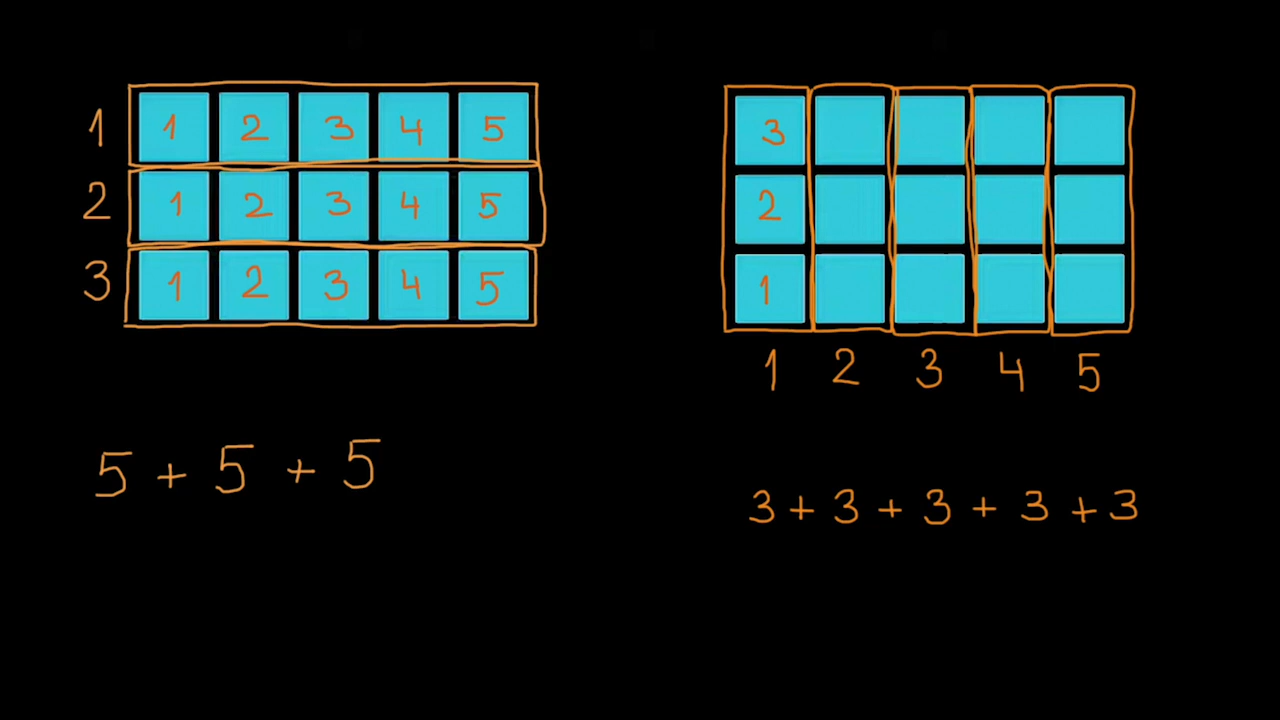 1 1 2 3 4 5
2 1 2 3 4 5
3 1 2 3 4 5
5 + 5 + 5
3
2
1
1 2 3 4 5
3 + 3 + 3 + 3 + 3